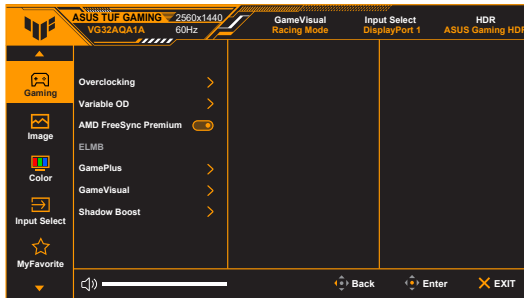 ASUS TUF GAMING 2560x1440
VG32AQA1A 60Hz
GameVisual
Racing Mode
Input Select
DisplayPort 1
HDR
ASUS Gaming HDR
Gaming
Image
Color
Input Select
MyFavorite
Overclocking
Variable OD
AMD FreeSync Premium
ELMB
GamePlus
GameVisual
Shadow Boost
Back
Enter
EXIT